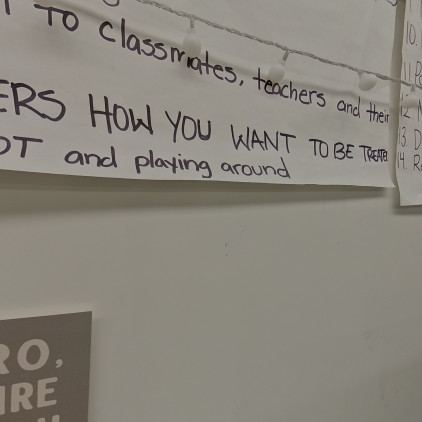 TO classmates, teachers and their
ERS HOW YOU WANT TO BE TREATED
OT and playing around
10.
11.
12
13. D
14. R
RO,
IRE